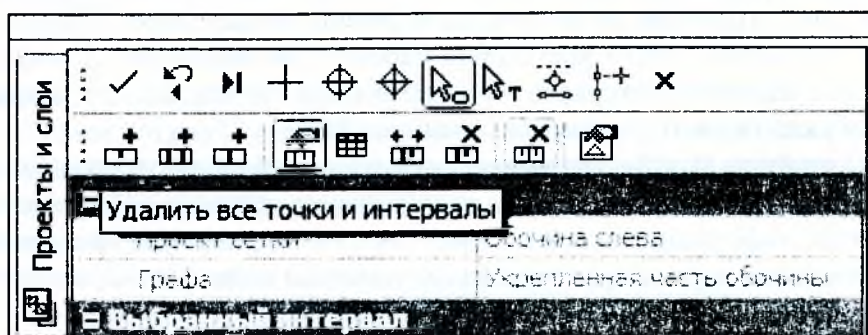 Проекты и слои
Удалить все точки и интервалы
Проект сетки Обочина слева
Графа Укрепленная часть обочины
Выбранный интервал